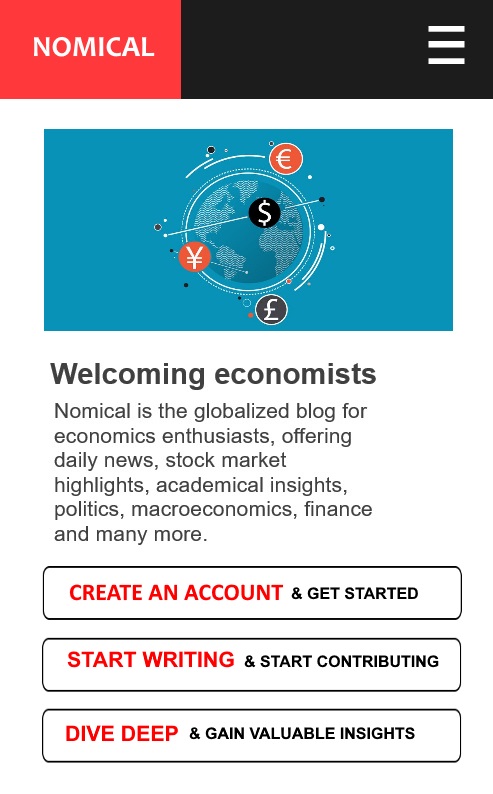 NOMICAL
€
$
¥
£
Welcoming economists
Nomical is the globalized blog for
economics enthusiasts, offering
daily news, stock market
highlights, academical insights,
politics, macroeconomics, finance
and many more.
CREATE AN ACCOUNT & GET STARTED
START WRITING & START CONTRIBUTING
DIVE DEEP & GAIN VALUABLE INSIGHTS